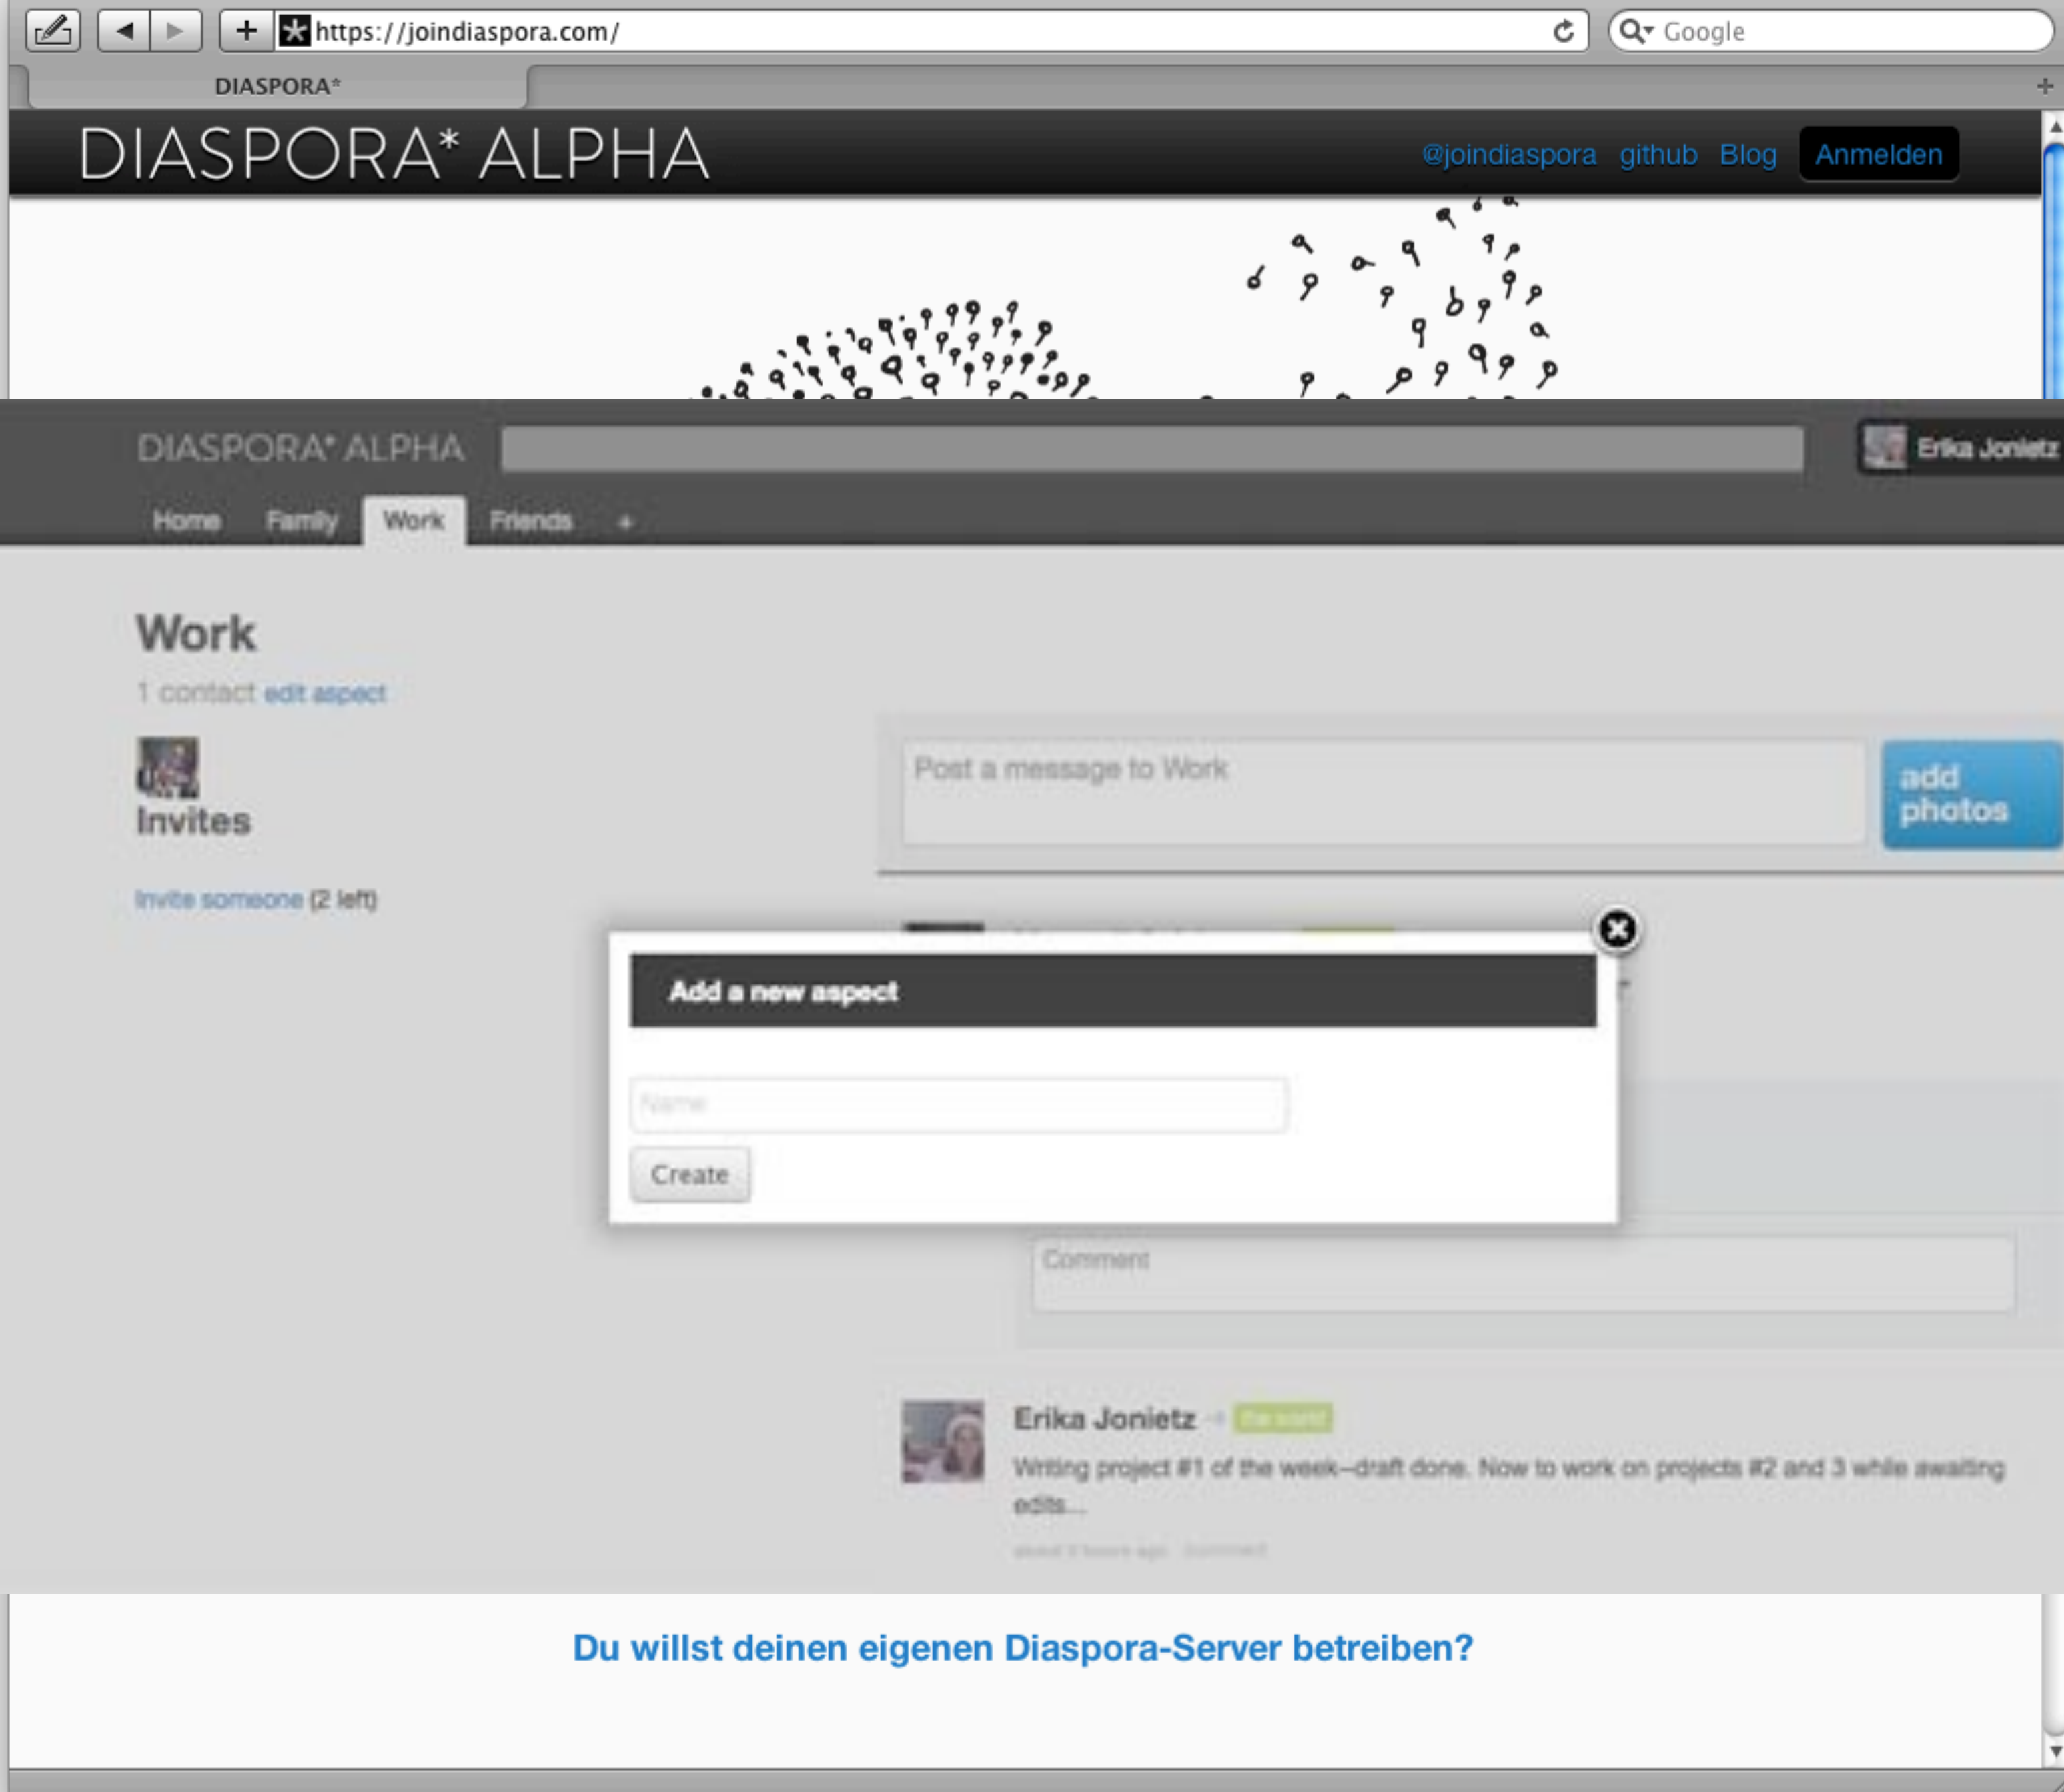 https://joindiaspora.com/
Google
DIASPORA*
DIASPORA* ALPHA
@joindiaspora github Blog Anmelden
DIASPORA* ALPHA
Erika Jonietz
Home Family Work Friends +
Work
1 contact edit aspect
Post a message to Work
add
photos
Invites
Invite someone (2 left)
Add a new aspect
Name
Create
Comment
Erika Jonietz
the world
Writing project #1 of the week--draft done. Now to work on projects #2 and 3 while awaiting
edits...
comment
Du willst deinen eigenen Diaspora-Server betreiben?